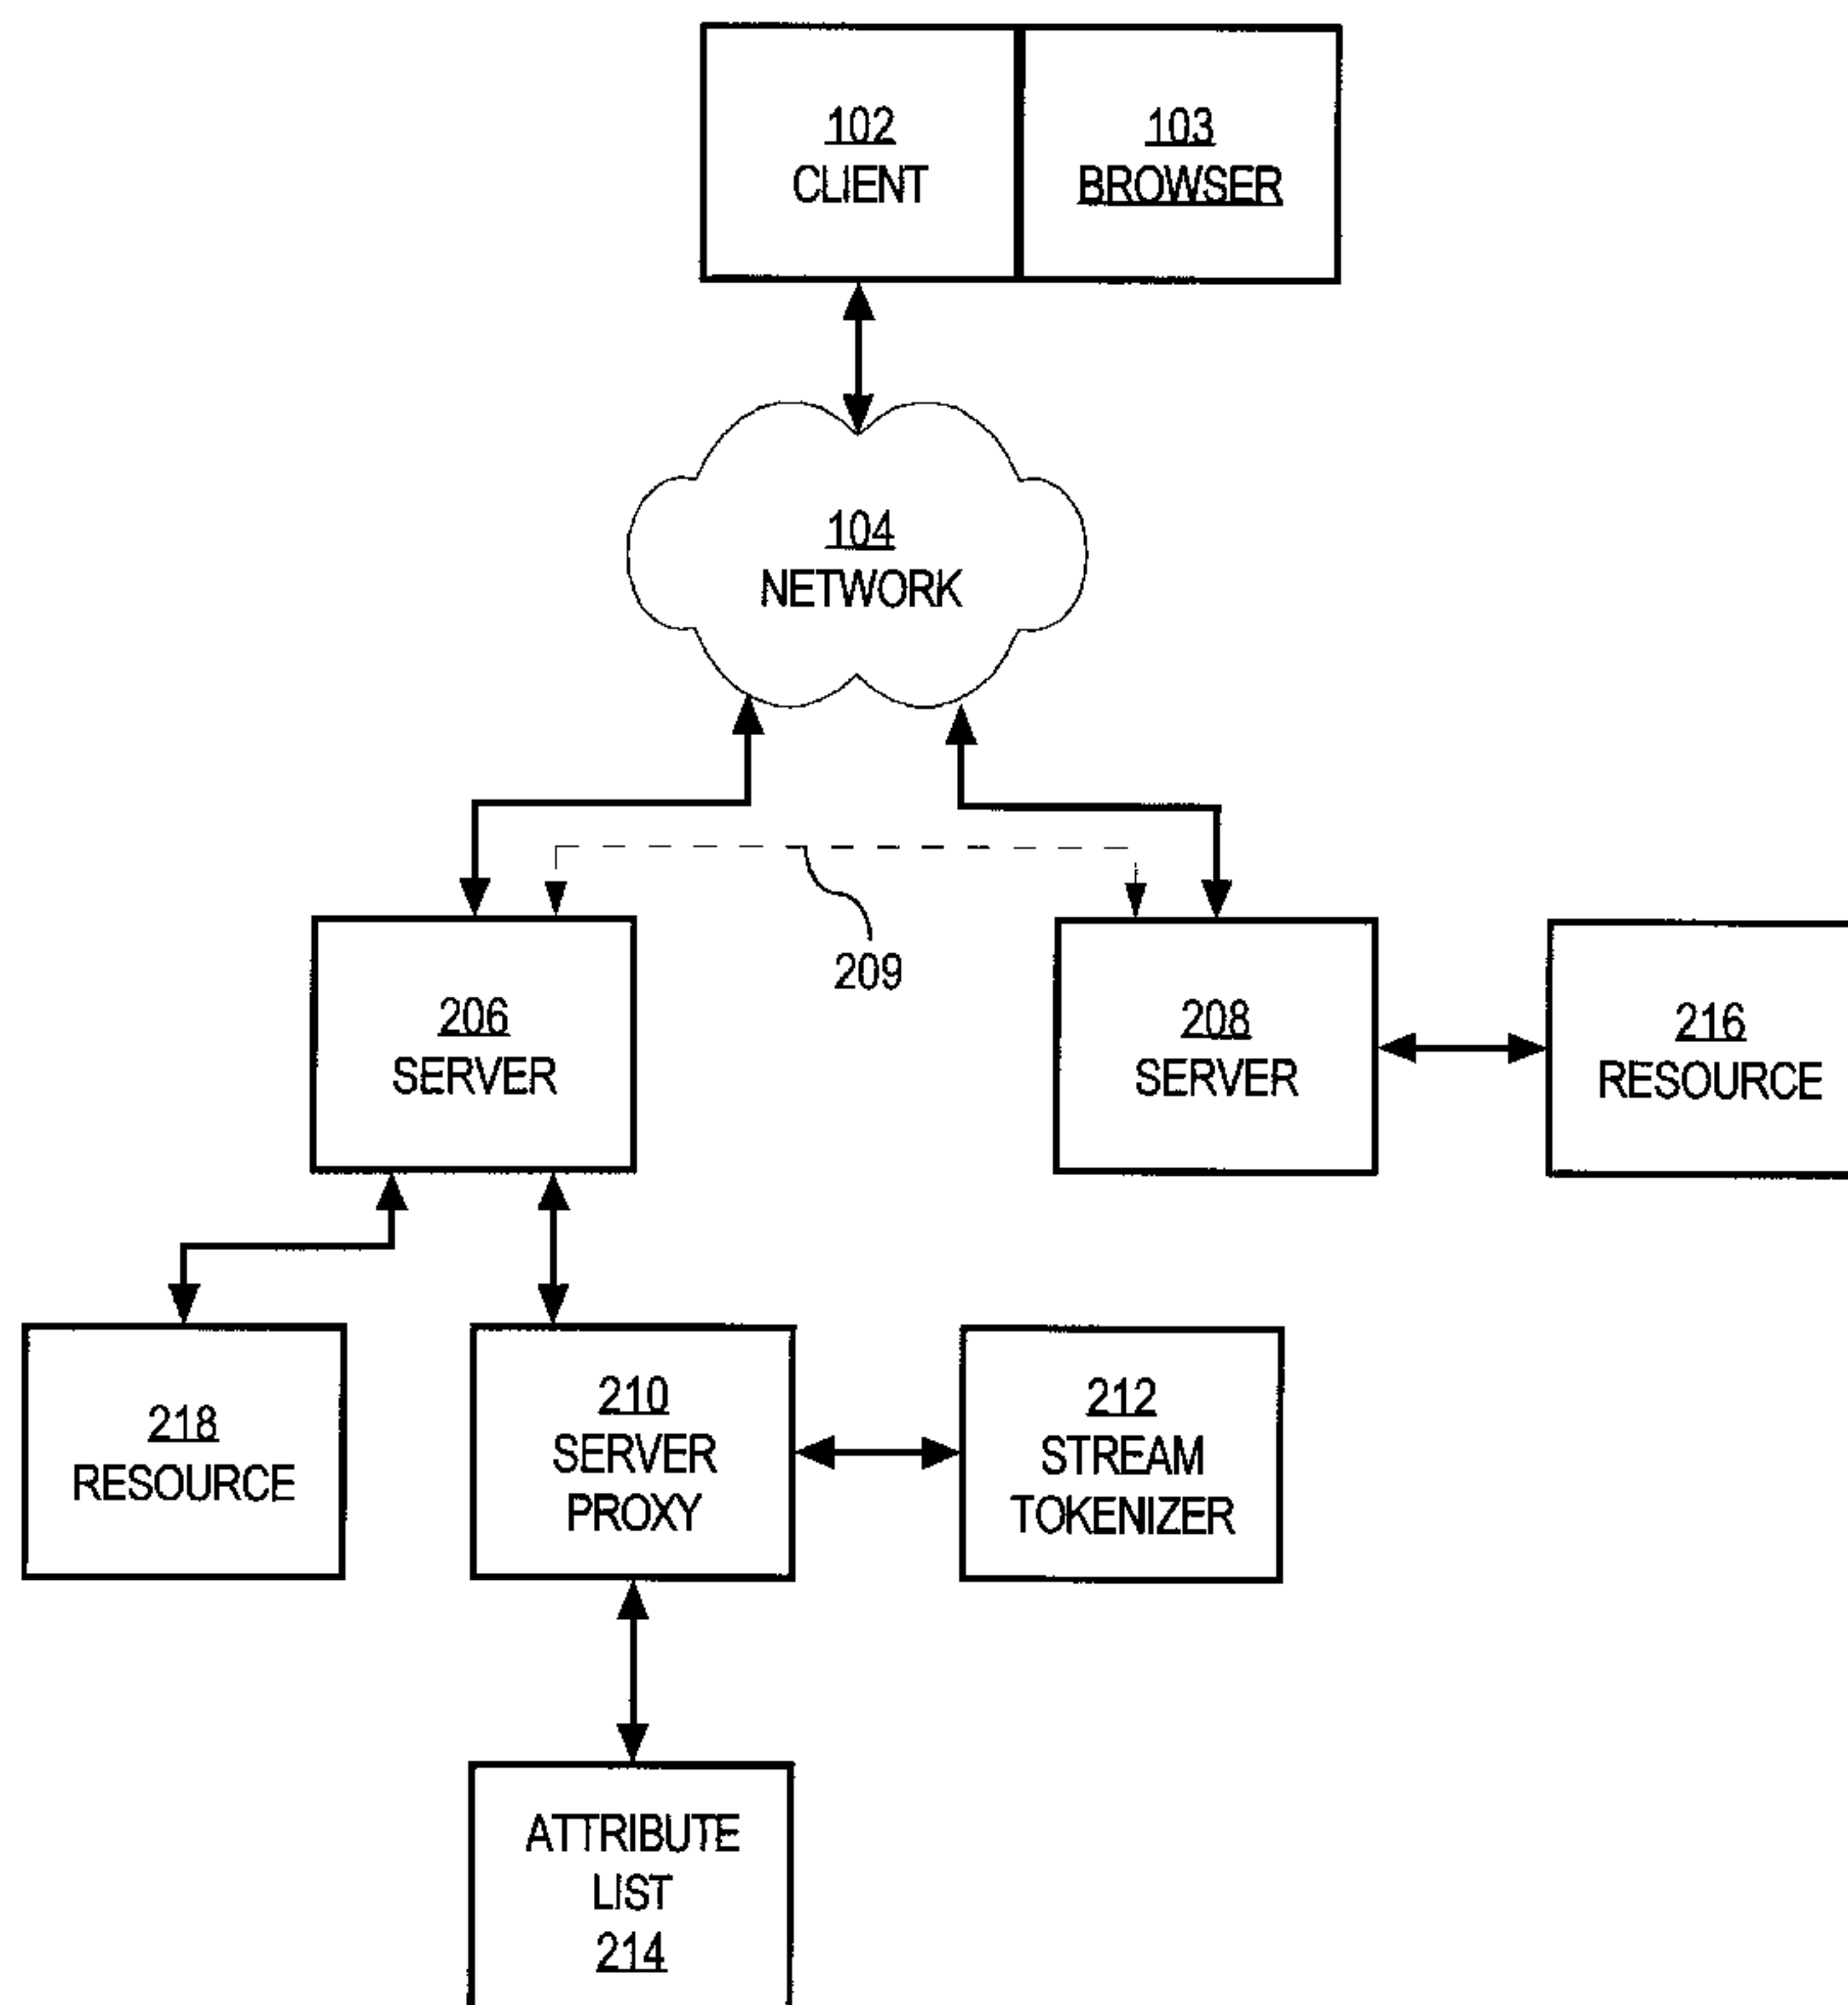 102
CLIENT
103
BROWSER
104
NETWORK
209
206
SERVER
208
SERVER
216
RESOURCE
218
RESOURCE
210
SERVER
PROXY
212
STREAM
TOKENIZER
ATTRIBUTE
LIST
214